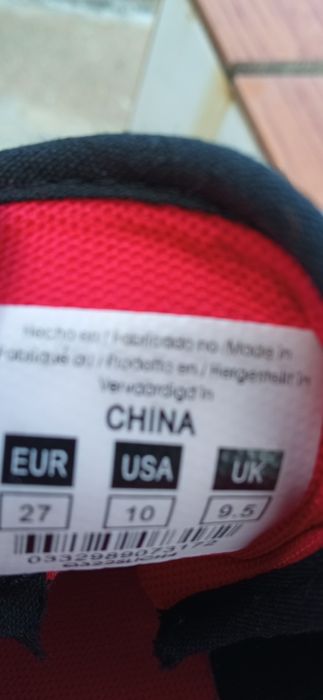 Hecho en / Fabricado no / Made in
Fabriqué au / Prodotto en / Hergestellt in
Vervaardigd in
CHINA
EUR USA UK
27 10 9.5
0332989073172